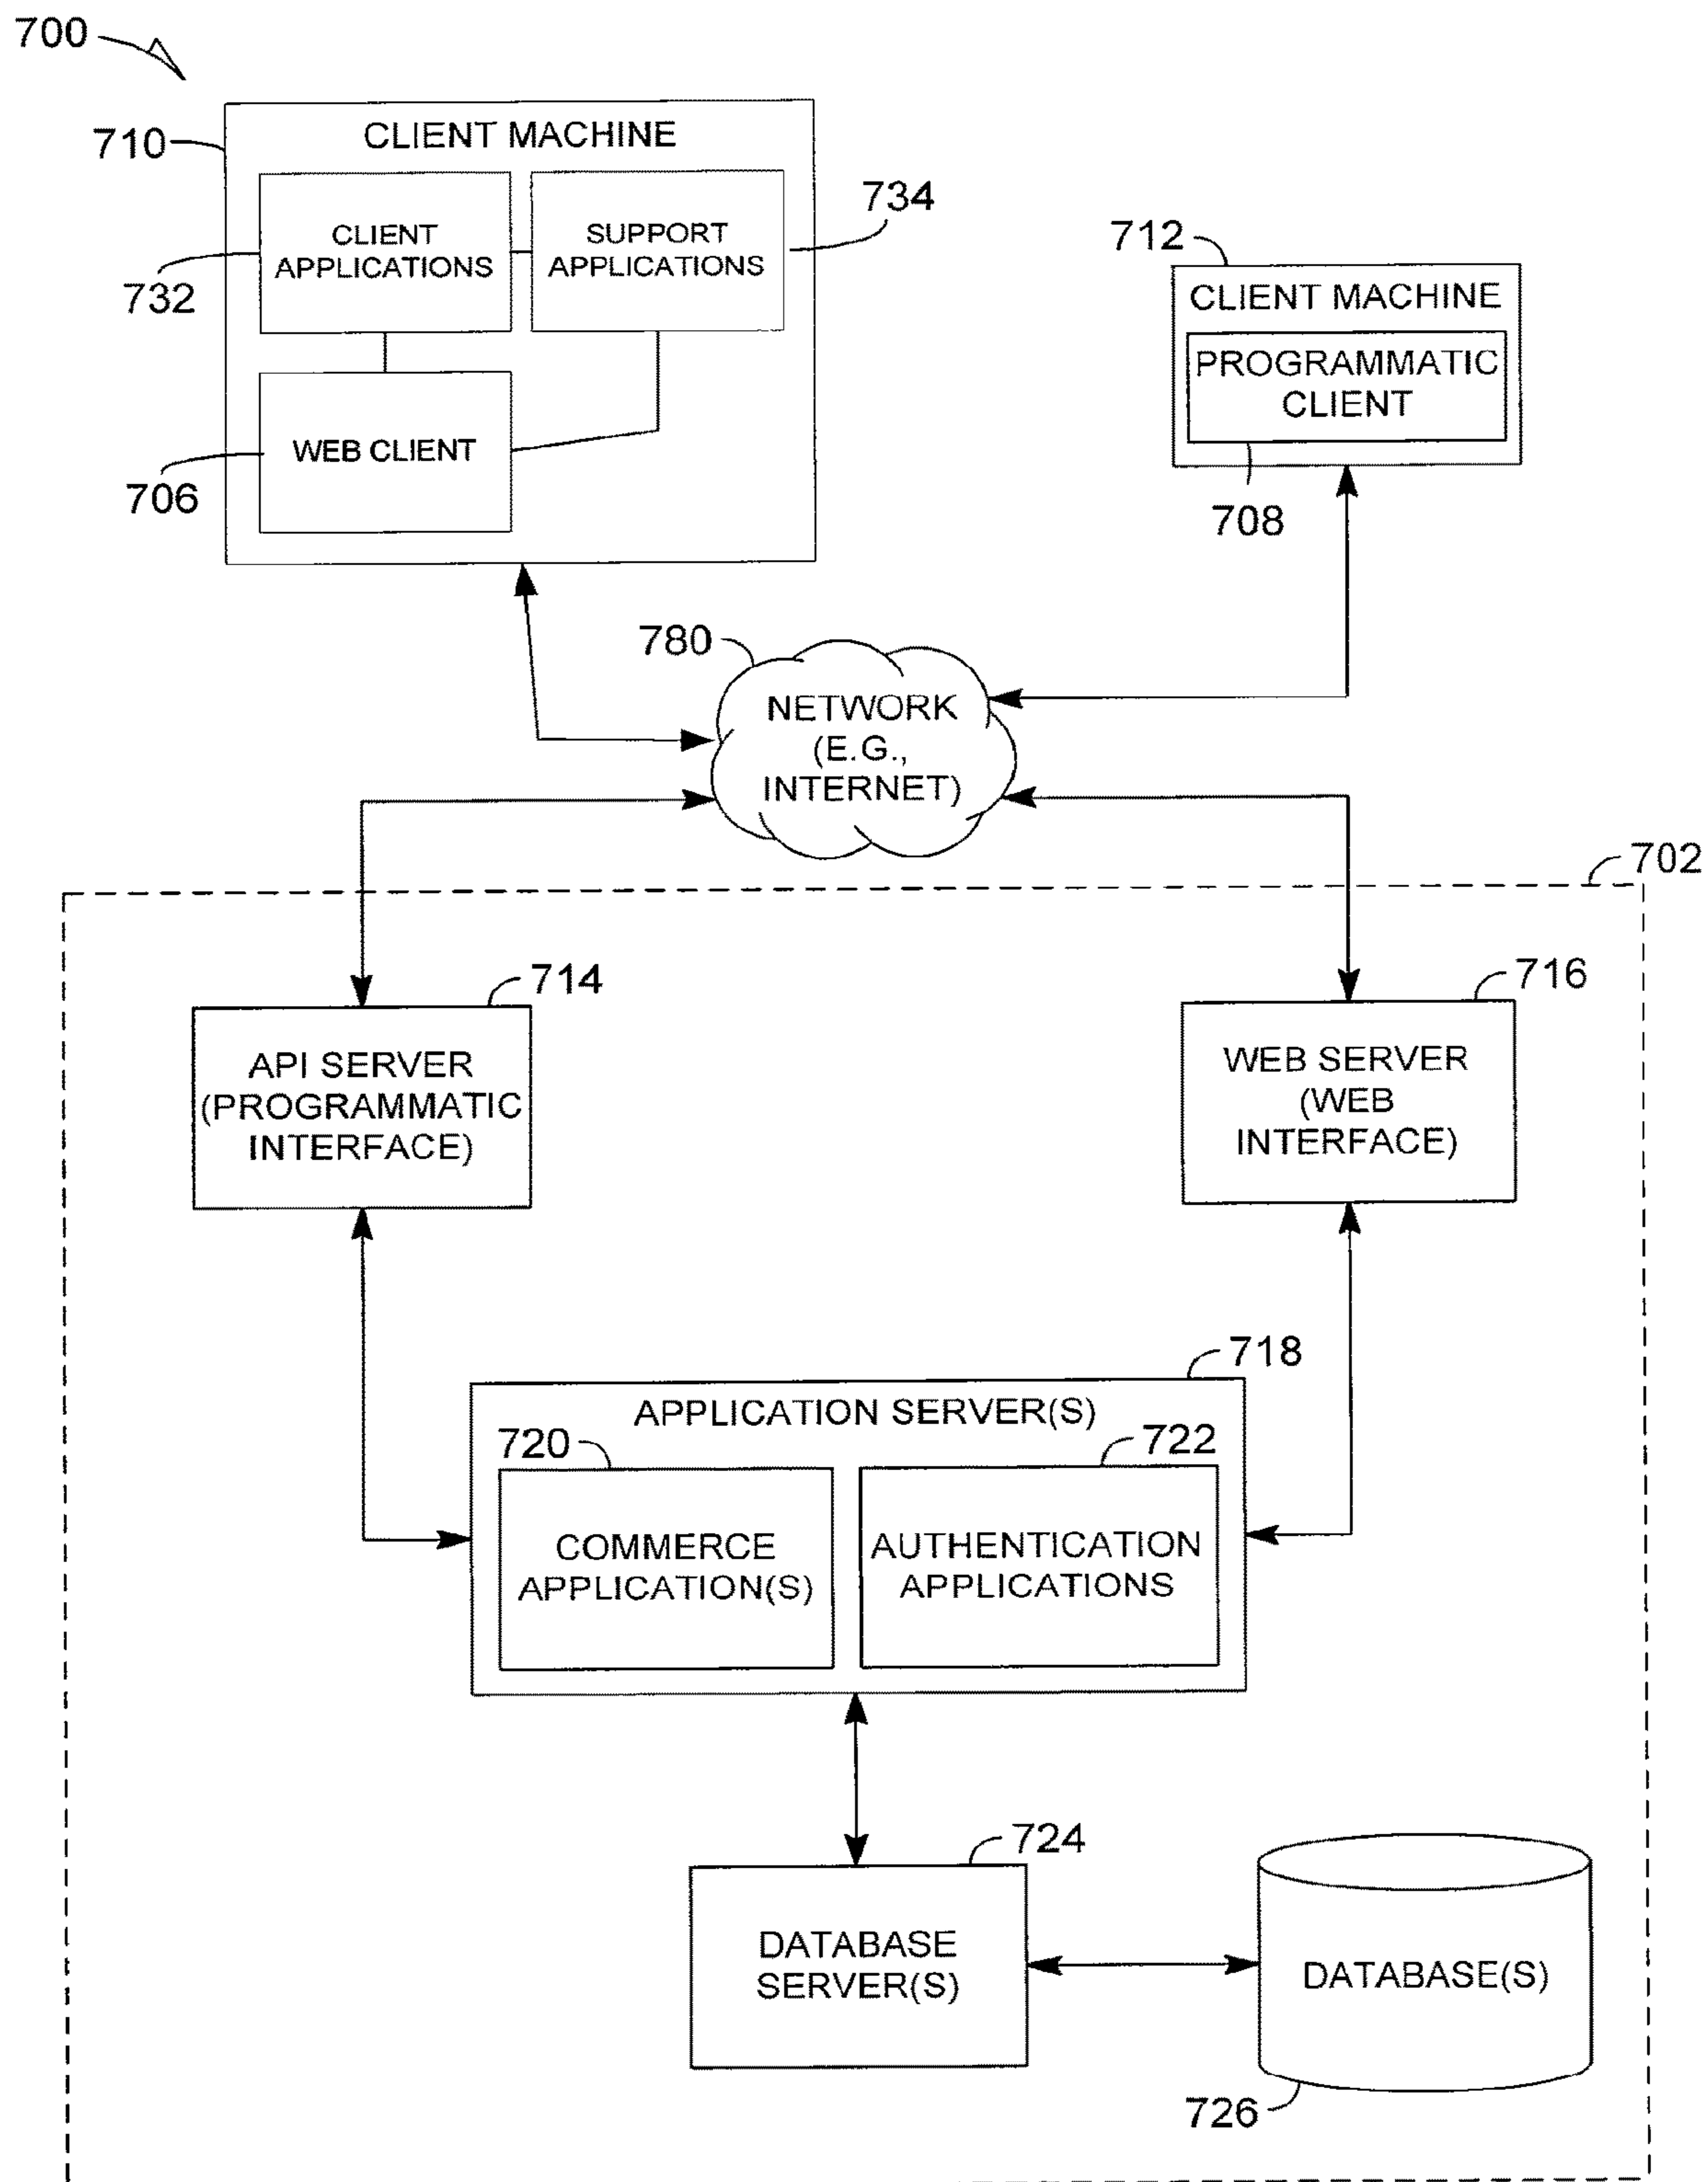 700
710
CLIENT MACHINE
CLIENT
APPLICATIONS
732
SUPPORT
APPLICATIONS
734
WEB CLIENT
706
712
CLIENT MACHINE
PROGRAMMATIC
CLIENT
708
780
NETWORK
(E.G.,
INTERNET)
702
714
API SERVER
(PROGRAMMATIC
INTERFACE)
716
WEB SERVER
(WEB
INTERFACE)
718
APPLICATION SERVER(S)
720
COMMERCE
APPLICATION(S)
722
AUTHENTICATION
APPLICATIONS
724
DATABASE
SERVER(S)
DATABASE(S)
726